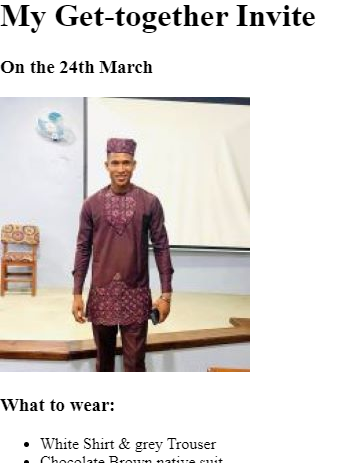 My Get-together Invite
On the 24th March
What to wear:
White Shirt & grey Trouser
Chocolate Brown native suit